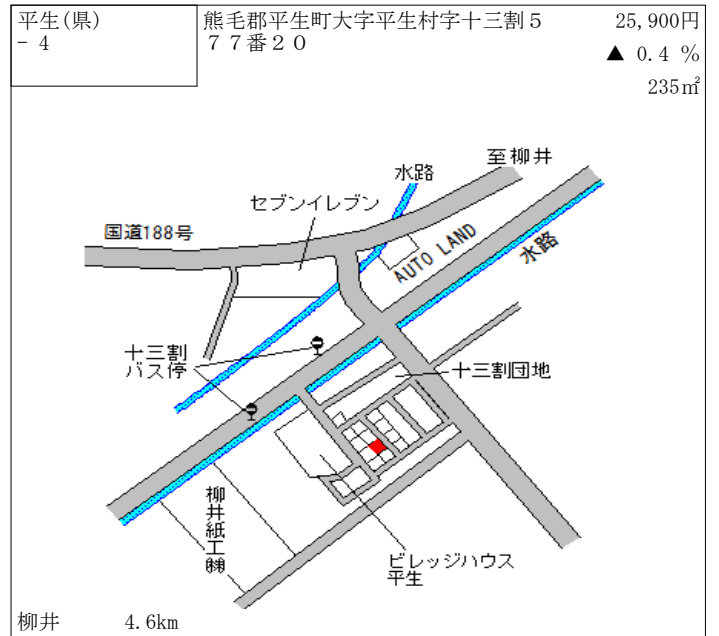 平生(県)
- 4
熊毛郡平生町大字平生村字十三割５
７７番２０
25,900円
▲ 0.4 %
235㎡
至柳井
水路
セブンイレブン
国道188号
AUTO LAND
水路
十三割
バス停
十三割団地
柳井紙工㈱
ビレッジハウス
平生
柳井 4.6km